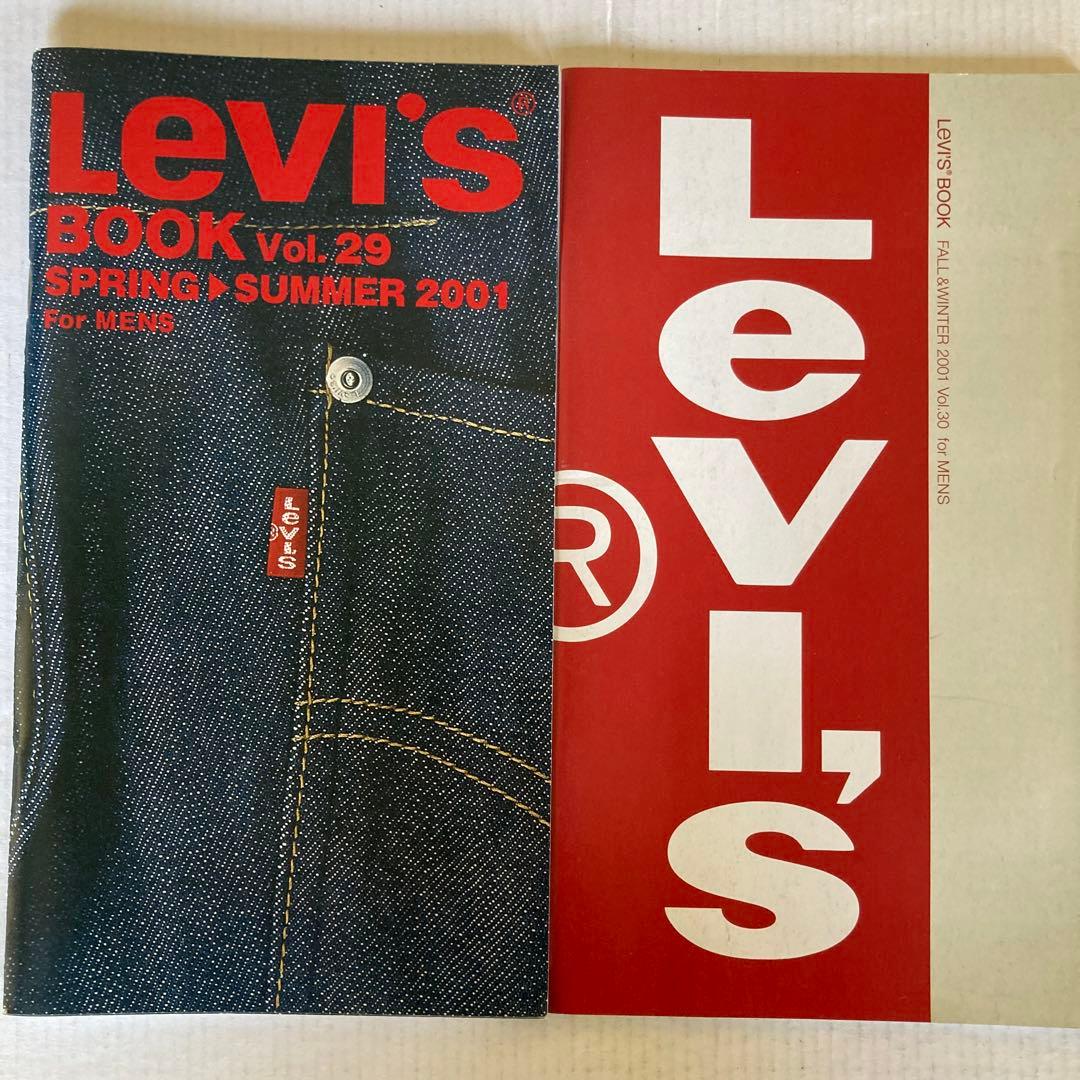 Levi's®
BOOK Vol. 29
SPRING▶SUMMER 2001
For MENS
Levi's
®
Levi's
®
Levi's® BOOK FALL&WINTER 2001 Vol.30 for MENS